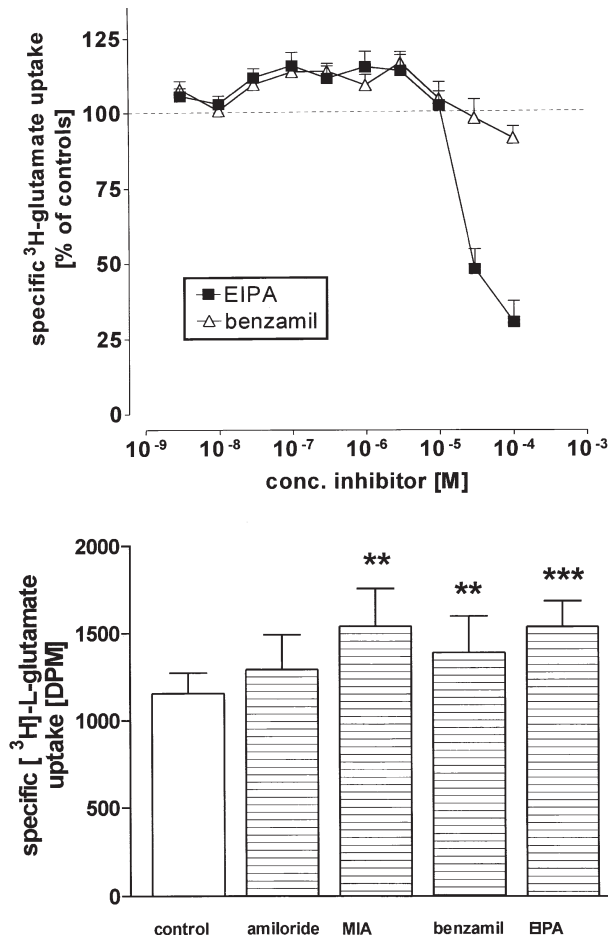 specific ³H-glutamate uptake
[% of controls]
125
100
75
50
25
0
EIPA
benzamil
10⁻⁹ 10⁻⁸ 10⁻⁷ 10⁻⁶ 10⁻⁵ 10⁻⁴ 10⁻³
conc. inhibitor [M]
specific [ ³H]-L-glutamate
uptake [DPM]
2000
1500
1000
500
0
** ** ***
control amiloride MIA benzamil EIPA